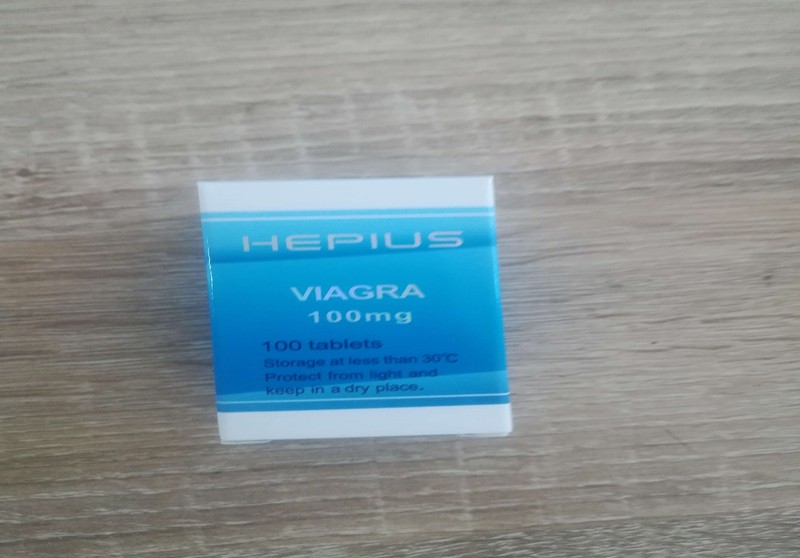 HEPIUS
VIAGRA
100mg
100 tablets
Storage at less than 30℃
Protect from light and
keep in a dry place.